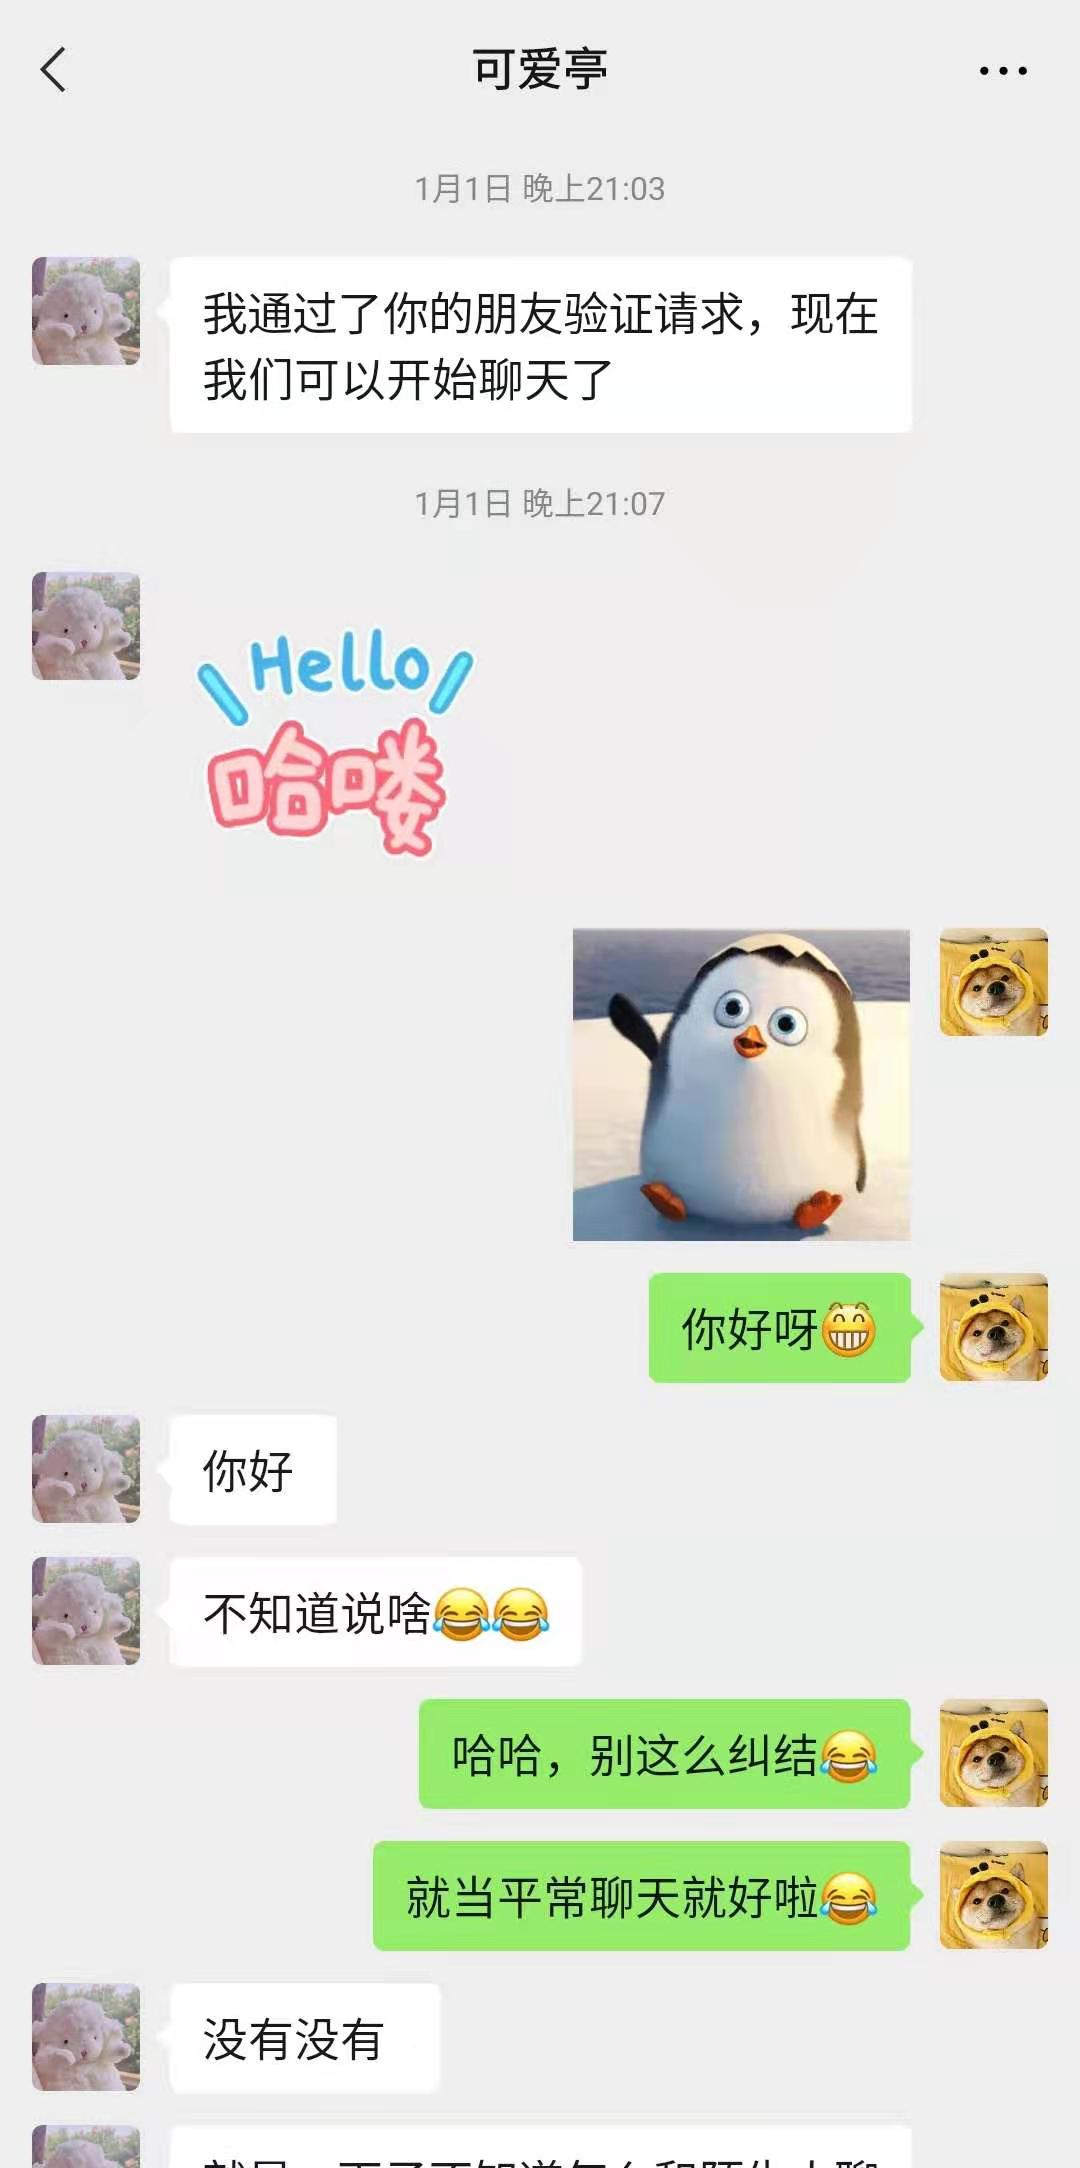 可爱亭
1月1日 晚上21:03
我通过了你的朋友验证请求，现在
我们可以开始聊天了
1月1日 晚上21:07
Hello
哈喽
你好呀😁
你好
不知道说啥😂😂
哈哈，别这么纠结😂
就当平常聊天就好啦😂
没有没有